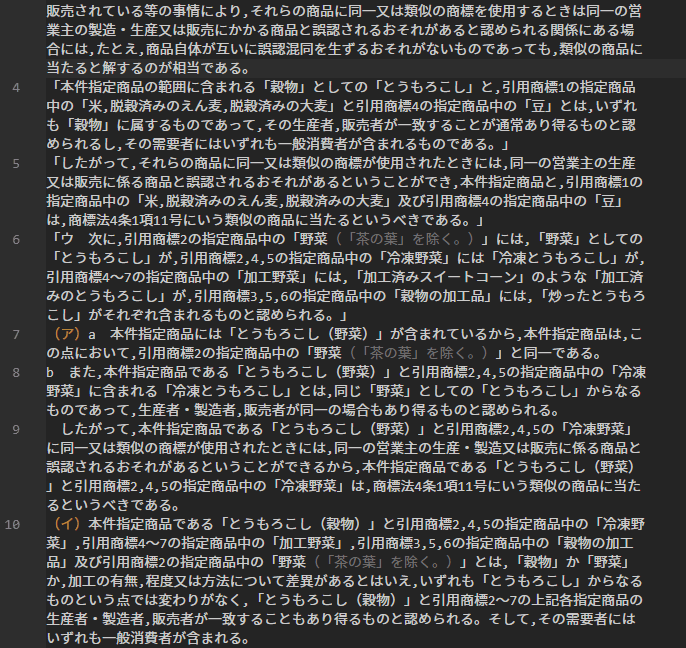 販売されている等の事情により,それらの商品に同一又は類似の商標を使用するときは同一の営
業主の製造・生産又は販売にかかる商品と誤認されるおそれがあると認められる関係にある場
合には,たとえ,商品自体が互いに誤認混同を生ずるおそれがないものであっても,類似の商品に
当たると解するのが相当である。
4 「本件指定商品の範囲に含まれる「穀物」としての「とうもろこし」と,引用商標1の指定商品
中の「米,脱穀済みのえん麦,脱穀済みの大麦」と引用商標4の指定商品中の「豆」とは,いずれ
も「穀物」に属するものであって,その生産者,販売者が一致することが通常あり得るものと認
められるし,その需要者にはいずれも一般消費者が含まれるものである。」
5 「したがって,それらの商品に同一又は類似の商標が使用されたときには,同一の営業主の生産
又は販売に係る商品と誤認されるおそれがあるということができ,本件指定商品と,引用商標1の
指定商品中の「米,脱穀済みのえん麦,脱穀済みの大麦」及び引用商標4の指定商品中の「豆」
は,商標法4条1項11号にいう類似の商品に当たるというべきである。」
6 「ウ　次に,引用商標2の指定商品中の「野菜（「茶の葉」を除く。）」には,「野菜」としての
「とうもろこし」が,引用商標2,4,5の指定商品中の「冷凍野菜」には「冷凍とうもろこし」が,
引用商標4～7の指定商品中の「加工野菜」には,「加工済みスイートコーン」のような「加工済
みのとうもろこし」が,引用商標3,5,6の指定商品中の「穀物の加工品」には,「炒ったとうもろ
こし」がそれぞれ含まれるものと認められる。」
7 （ア）a　本件指定商品には「とうもろこし（野菜）」が含まれているから,本件指定商品は,こ
の点において,引用商標2の指定商品中の「野菜（「茶の葉」を除く。）」と同一である。
8 b　また,本件指定商品である「とうもろこし（野菜）」と引用商標2,4,5の指定商品中の「冷凍
野菜」に含まれる「冷凍とうもろこし」とは,同じ「野菜」としての「とうもろこし」からなる
ものであって,生産者・製造者,販売者が同一の場合もあり得るものと認められる。
9 　したがって,本件指定商品である「とうもろこし（野菜）」と引用商標2,4,5の「冷凍野菜」
に同一又は類似の商標が使用されたときには,同一の営業主の生産・製造又は販売に係る商品と
誤認されるおそれがあるということができるから,本件指定商品である「とうもろこし（野菜）
」と引用商標2,4,5の指定商品中の「冷凍野菜」は,商標法4条1項11号にいう類似の商品に当た
るというべきである。
10 （イ）本件指定商品である「とうもろこし（穀物）」と引用商標2,4,5の指定商品中の「冷凍野
菜」,引用商標4～7の指定商品中の「加工野菜」,引用商標3,5,6の指定商品中の「穀物の加工
品」及び引用商標2の指定商品中の「野菜（「茶の葉」を除く。）」とは,「穀物」か「野菜」
か,加工の有無,程度又は方法について差異があるとはいえ,いずれも「とうもろこし」からなる
ものという点では変わりがなく,「とうもろこし（穀物）」と引用商標2～7の上記各指定商品の
生産者・製造者,販売者が一致することもあり得るものと認められる。そして,その需要者には
いずれも一般消費者が含まれる。